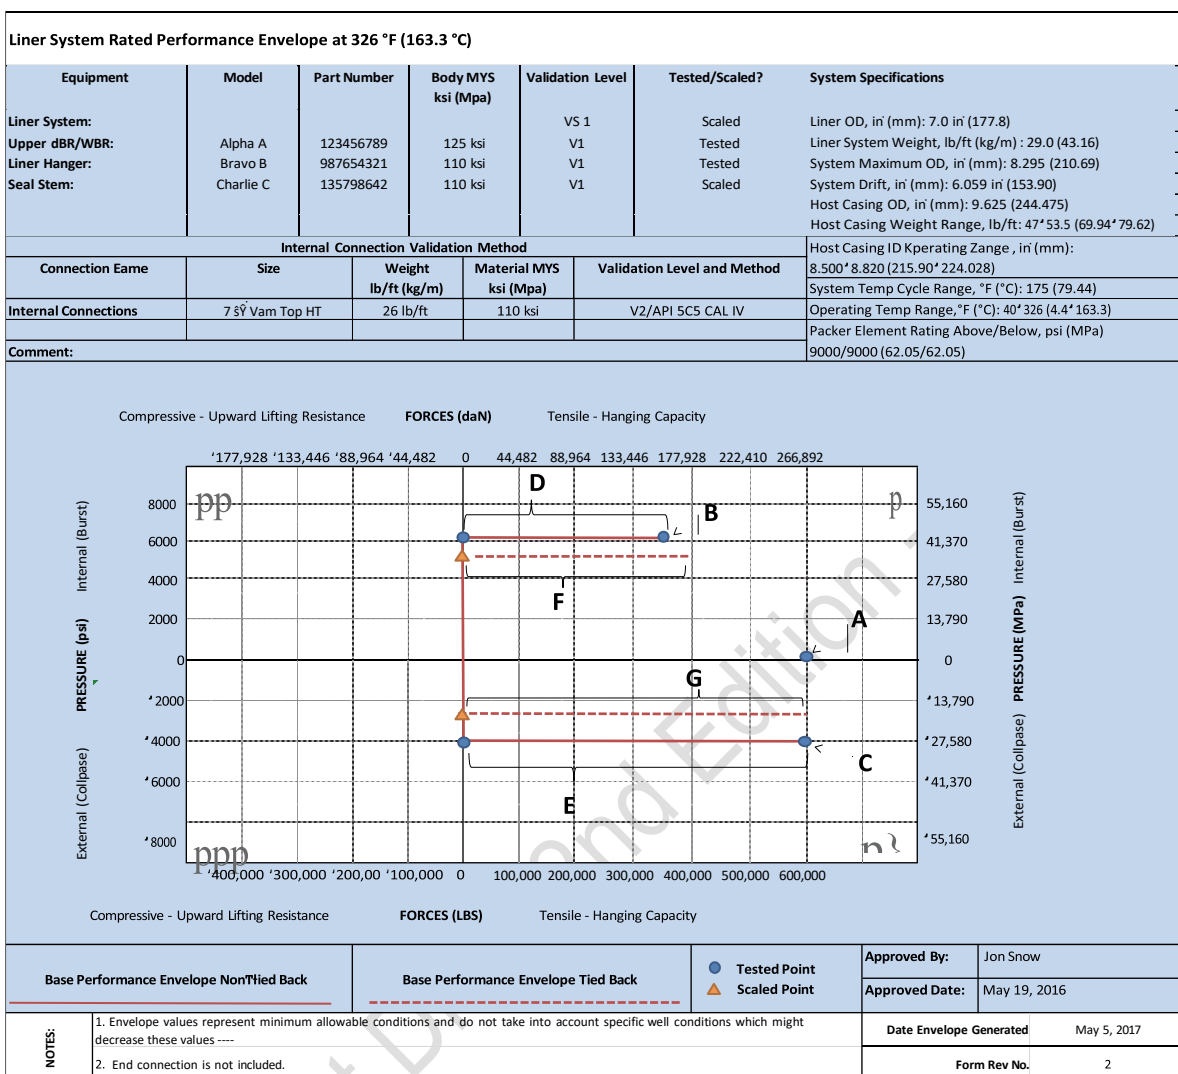 Liner System Rated Performance Envelope at 326 °F (163.3 °C)
Equipment Model Part Number Body MYS Validation Level Tested/Scaled? System Specifications
ksi (Mpa)
Liner System: VS 1 Scaled Liner OD, in (mm): 7.0 in (177.8)
Upper dBR/WBR: Alpha A 123456789 125 ksi V1 Tested Liner System Weight, lb/ft (kg/m) : 29.0 (43.16)
Liner Hanger: Bravo B 987654321 110 ksi V1 Tested System Maximum OD, in (mm): 8.295 (210.69)
Seal Stem: Charlie C 135798642 110 ksi V1 Scaled System Drift, in (mm): 6.059 in (153.90)
Host Casing OD, in (mm): 9.625 (244.475)
Host Casing Weight Range, lb/ft: 47‘53.5 (69.94‘79.62)
Internal Connection Validation Method Host Casing ID Kperating Zange , in (mm):
Connection Eame Size Weight Material MYS Validation Level and Method 8.500‘8.820 (215.90‘224.028)
lb/ft (kg/m) ksi (Mpa) System Temp Cycle Range, °F (°C): 175 (79.44)
Internal Connections 7 šŸ Vam Top HT 26 lb/ft 110 ksi V2/API 5C5 CAL IV Operating Temp Range,°F (°C): 40‘326 (4.4‘163.3)
Packer Element Rating Above/Below, psi (MPa)
Comment: 9000/9000 (62.05/62.05)
Compressive - Upward Lifting Resistance FORCES (daN) Tensile - Hanging Capacity
‘177,928 ‘133,446 ‘88,964 ‘44,482 0 44,482 88,964 133,446 177,928 222,410 266,892
D
pp p
8000 55,160
B
6000 41,370
4000 27,580
F
2000 13,790
A
0 0
G
‘2000 ‘13,790
‘4000 ‘27,580
C
‘6000 ‘41,370
E
‘8000 ‘55,160
ppp
Internal (Burst)
PRESSURE (psi)
External (Collpase)
Internal (Burst)
PRESSURE (MPa)
External (Collpase)
‘400,000 ‘300,000 ‘200,00 ‘100,000 0 100,000 200,000 300,000 400,000 500,000 600,000
Compressive - Upward Lifting Resistance FORCES (LBS) Tensile - Hanging Capacity
Base Performance Envelope NonTłied Back Base Performance Envelope Tied Back
Tested Point
Scaled Point
Approved By: Jon Snow
Approved Date: May 19, 2016
NOTES:
1. Envelope values represent minimum allowable conditions and do not take into account specific well conditions which might
decrease these values ----
2. End connection is not included.
Date Envelope Generated May 5, 2017
Form Rev No. 2
Edition